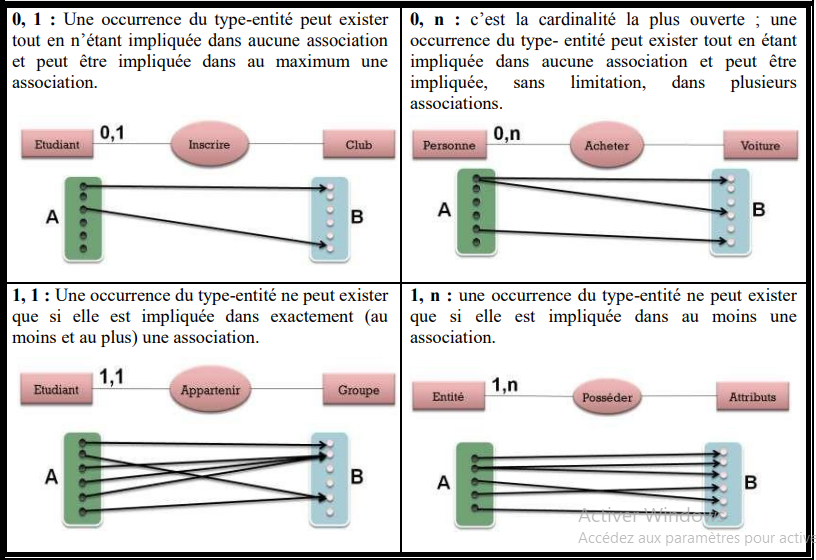 0, 1 : Une occurrence du type-entité peut exister
tout en n’étant impliquée dans aucune association
et peut être impliquée dans au maximum une
association.
Etudiant
0,1
Inscrire
Club
A
B
0, n : c’est la cardinalité la plus ouverte ; une
occurrence du type- entité peut exister tout en étant
impliquée dans aucune association et peut être
impliquée, sans limitation, dans plusieurs
associations.
Personne
0,n
Acheter
Voiture
A
B
1, 1 : Une occurrence du type-entité ne peut exister
que si elle est impliquée dans exactement (au
moins et au plus) une association.
Etudiant
1,1
Appartenir
Groupe
A
B
1, n : une occurrence du type-entité ne peut exister
que si elle est impliquée dans au moins une
association.
Entité
1,n
Posséder
Attributs
A
B
Activer Windo
Accédez aux paramètres pour activ